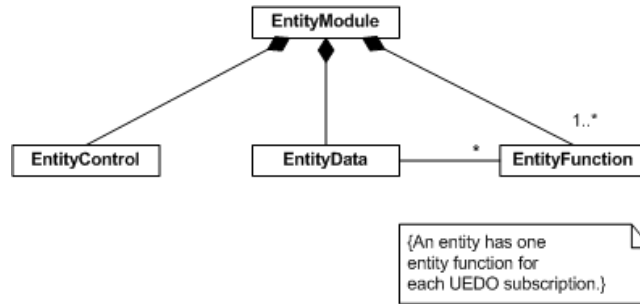 EntityModule
1..*
EntityControl
EntityData
*
EntityFunction
{An entity has one
entity function for
each UEDO subscription.}